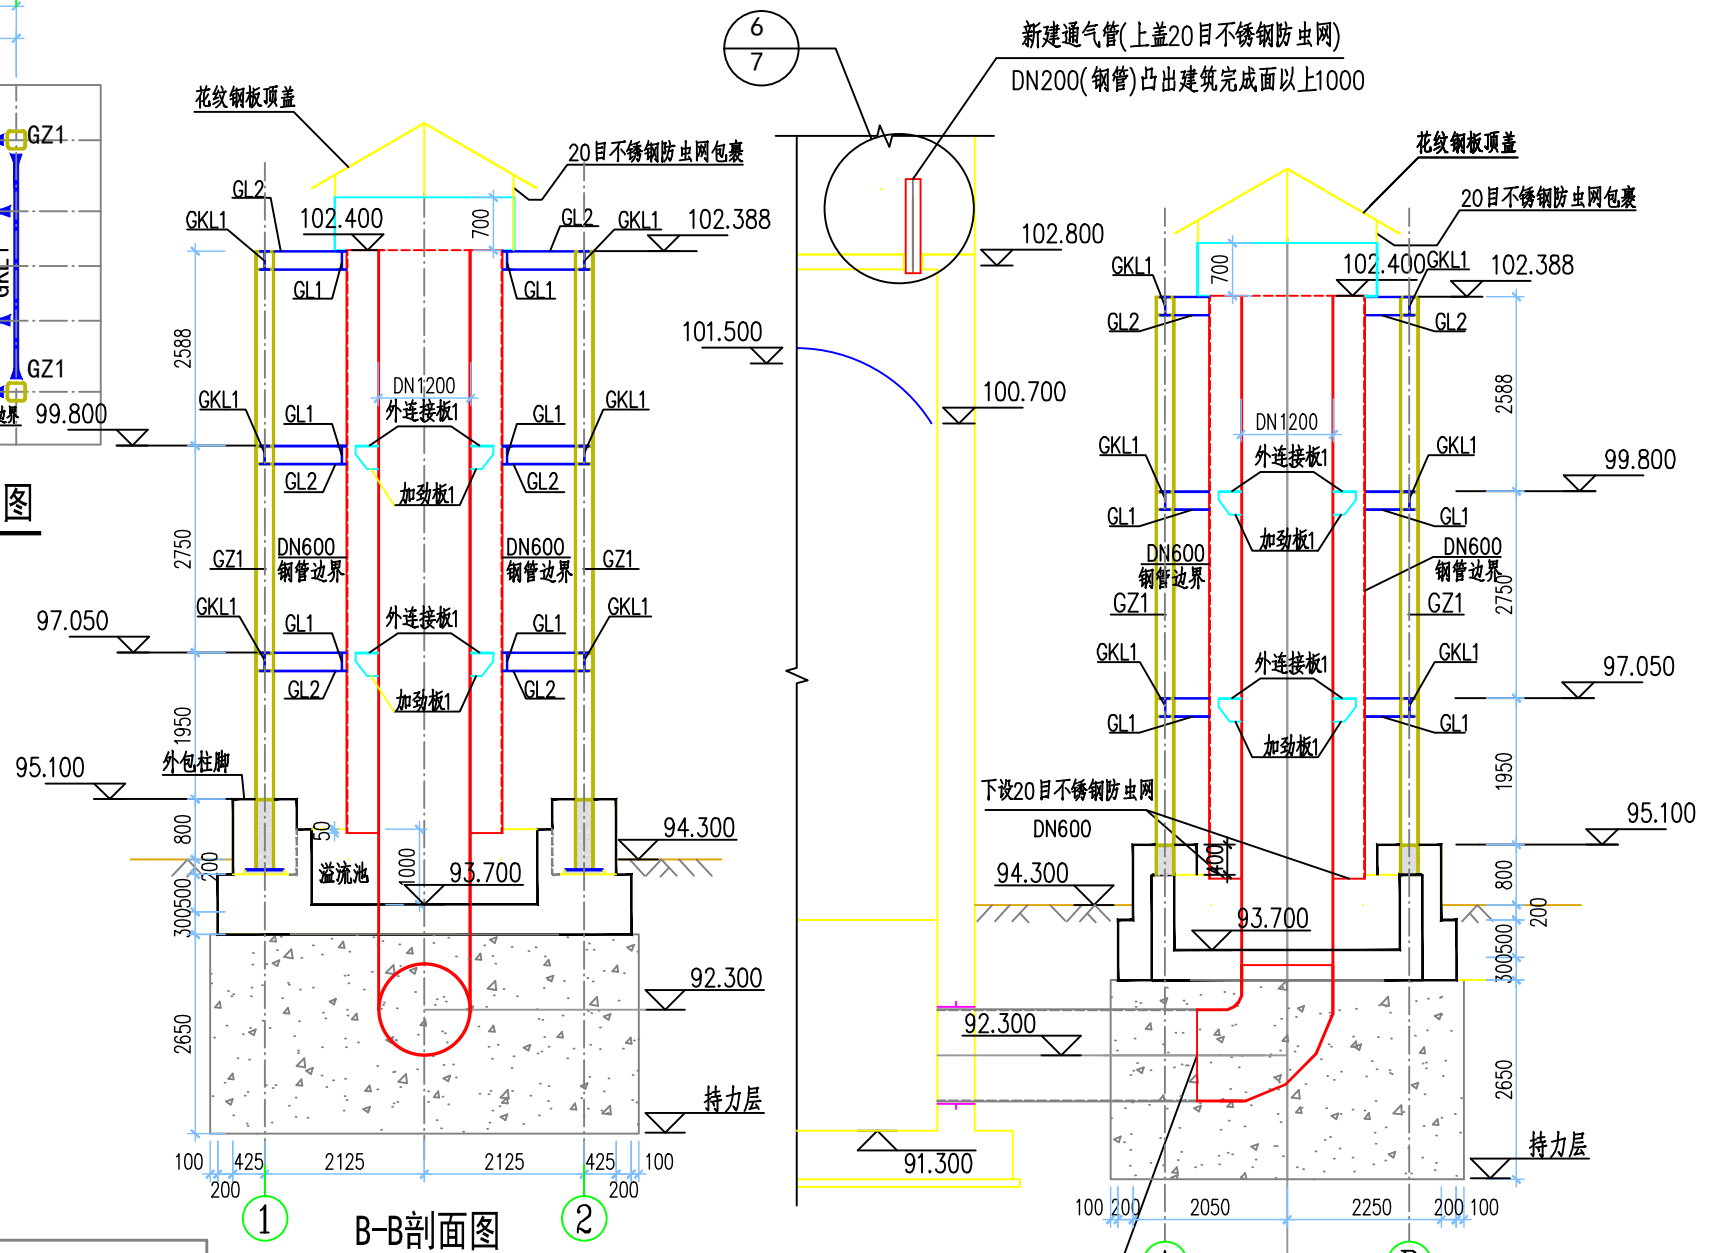 GZ1
GKL1
GZ1
边界
99.800
图
花纹钢板顶盖
20目不锈钢防虫网包裹
GL2
GKL1
102.400
700
GL2
GKL1
102.388
GL1
GL1
2588
DN1200
外连接板1
GKL1
GL1
GL1
GKL1
GL2
加劲板1
GL2
2750
GZ1
DN600
钢管边界
DN600
钢管边界
GZ1
97.050
GKL1
GL1
外连接板1
GL1
GKL1
GL2
加劲板1
GL2
1950
95.100
外包柱脚
800
50
94.300
200
溢流池
1000
93.700
500
300
92.300
2650
持力层
100
425
2125
2125
425
100
200
200
1
2
B-B剖面图
6
7
新建通气管(上盖20目不锈钢防虫网)
DN200(钢管)凸出建筑完成面以上1000
102.800
101.500
100.700
花纹钢板顶盖
20目不锈钢防虫网包裹
700
GKL1
102.400
GKL1
102.388
GL2
GL2
2588
DN1200
GKL1
外连接板1
GKL1
99.800
GL1
加劲板1
GL1
DN600
钢管边界
DN600
钢管边界
2750
GZ1
GZ1
GKL1
外连接板1
GKL1
97.050
GL1
加劲板1
GL1
1950
下设20目不锈钢防虫网
DN600
95.100
400
800
94.300
93.700
200
500
300
92.300
2650
91.300
持力层
100
200
2050
2250
200
100